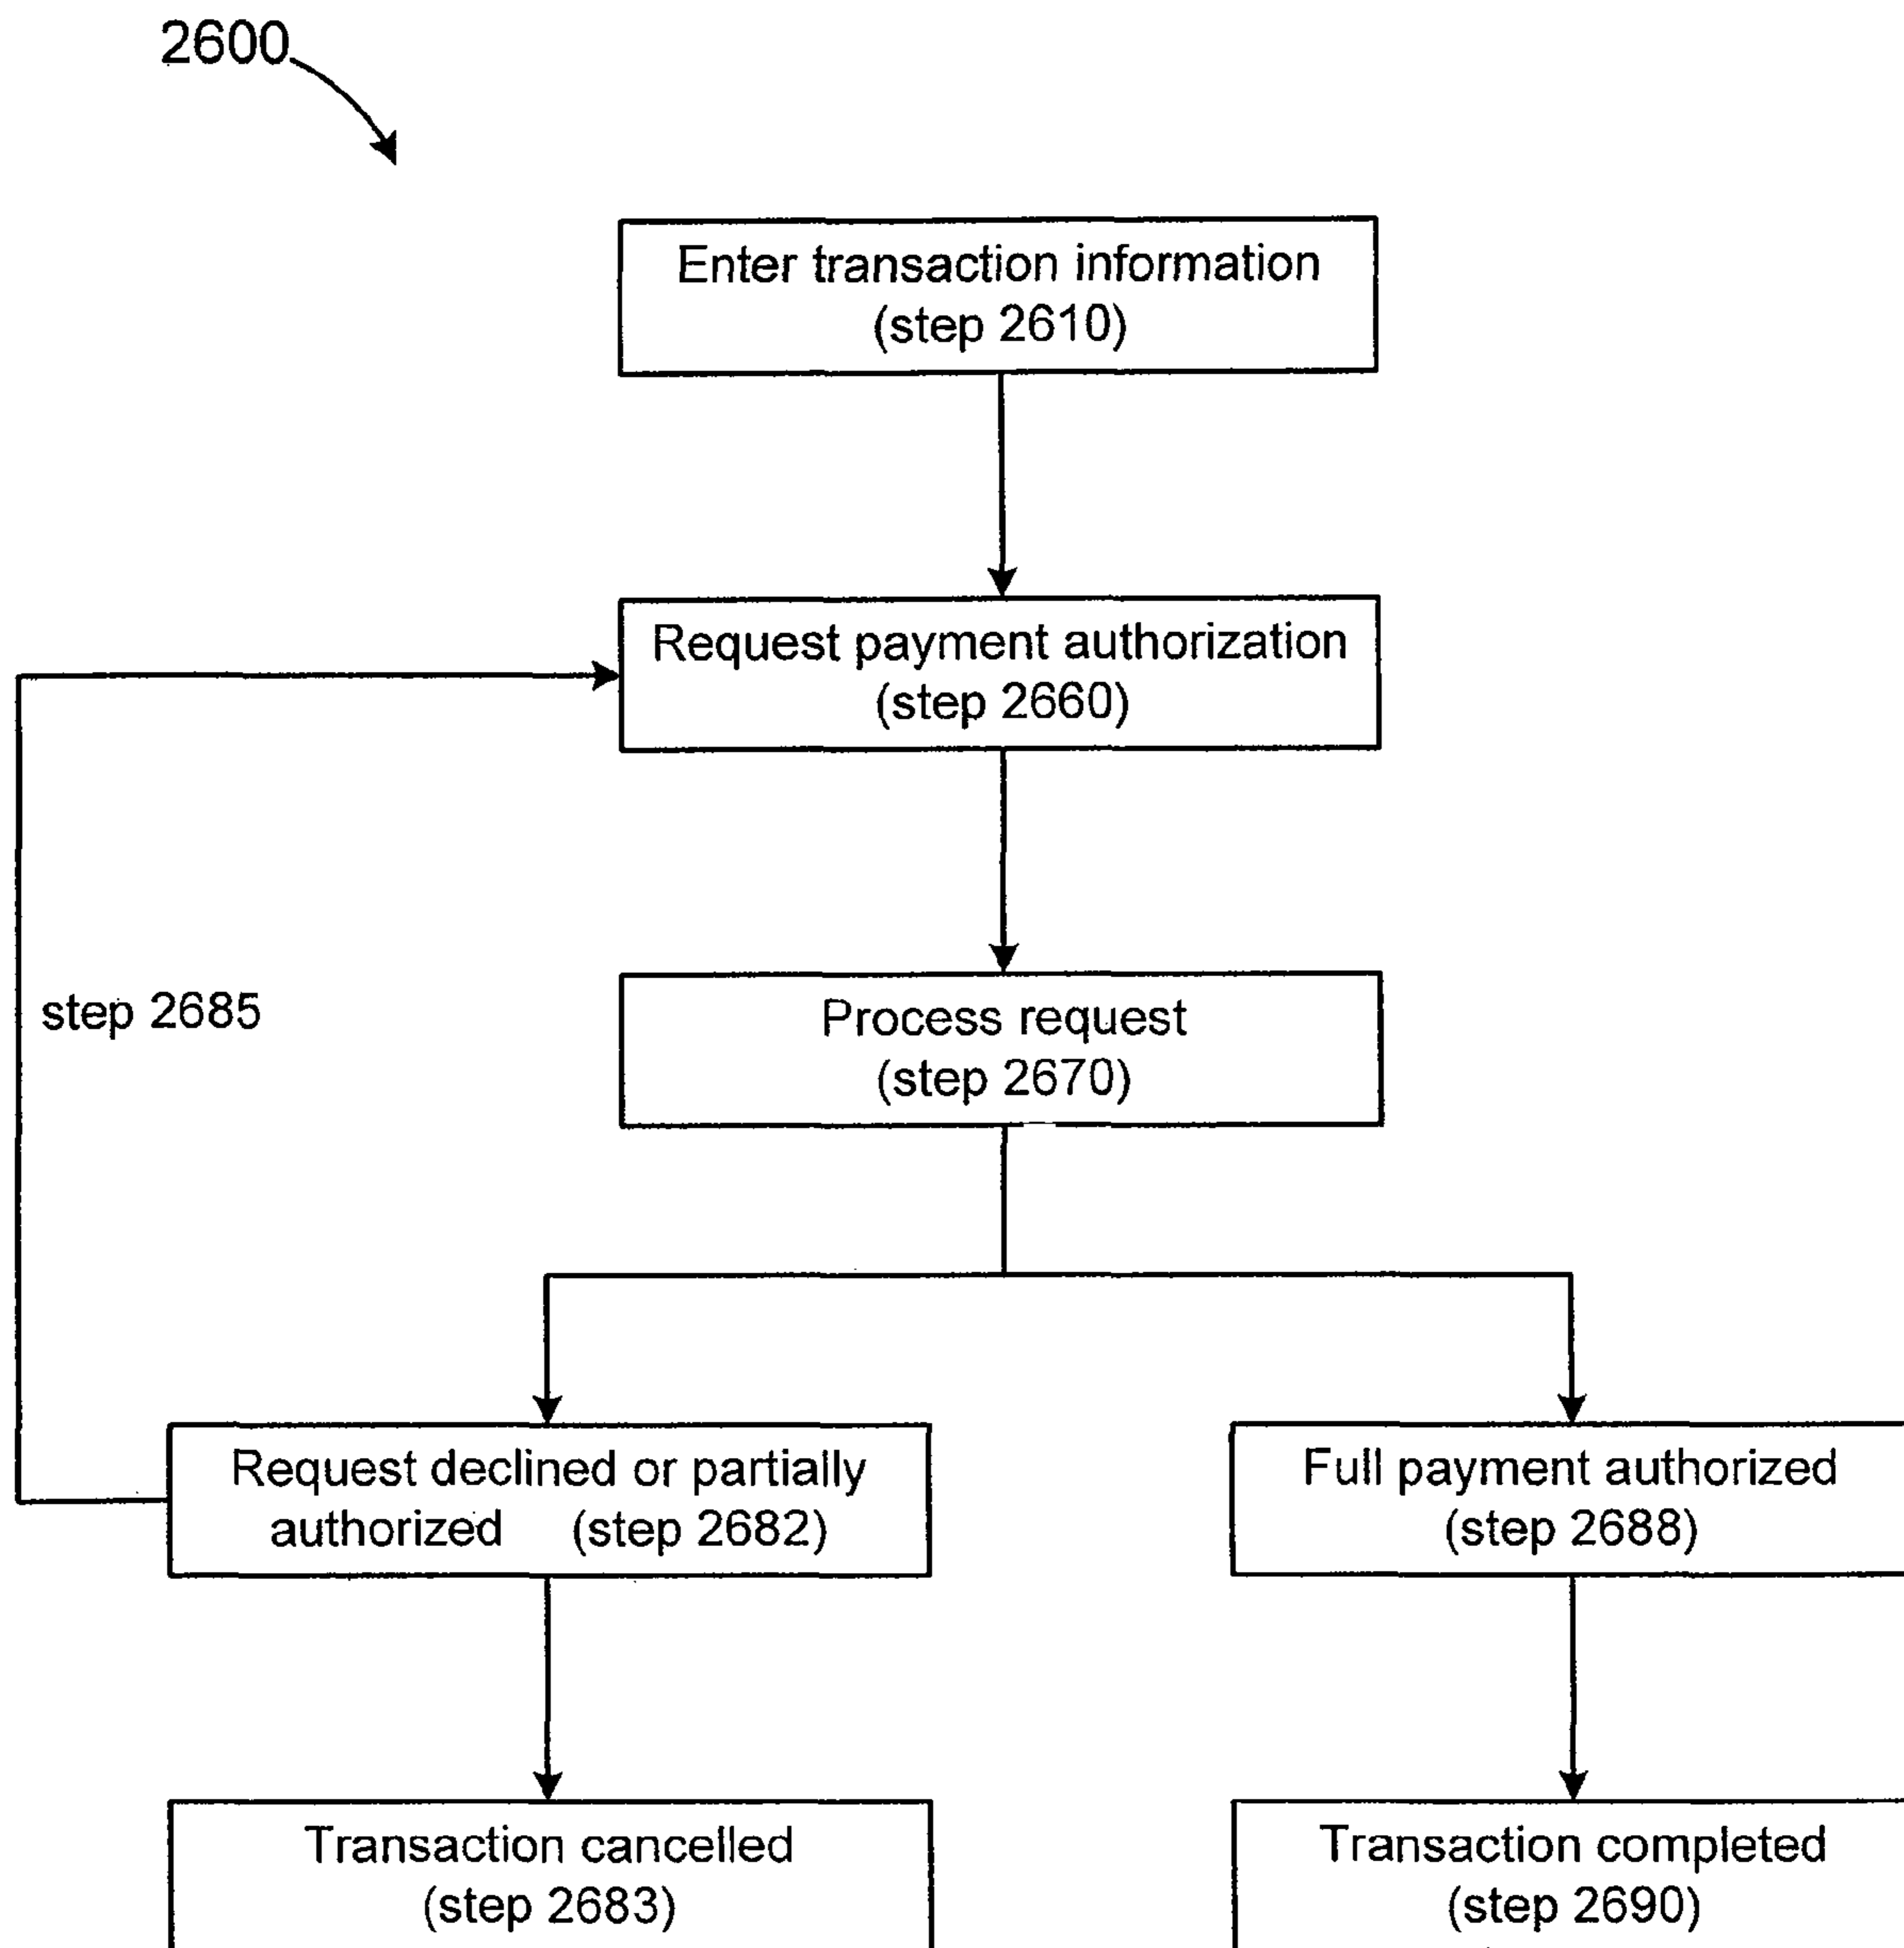 2600
Enter transaction information
(step 2610)
Request payment authorization
(step 2660)
step 2685
Process request
(step 2670)
Request declined or partially
authorized (step 2682)
Full payment authorized
(step 2688)
Transaction cancelled
(step 2683)
Transaction completed
(step 2690)